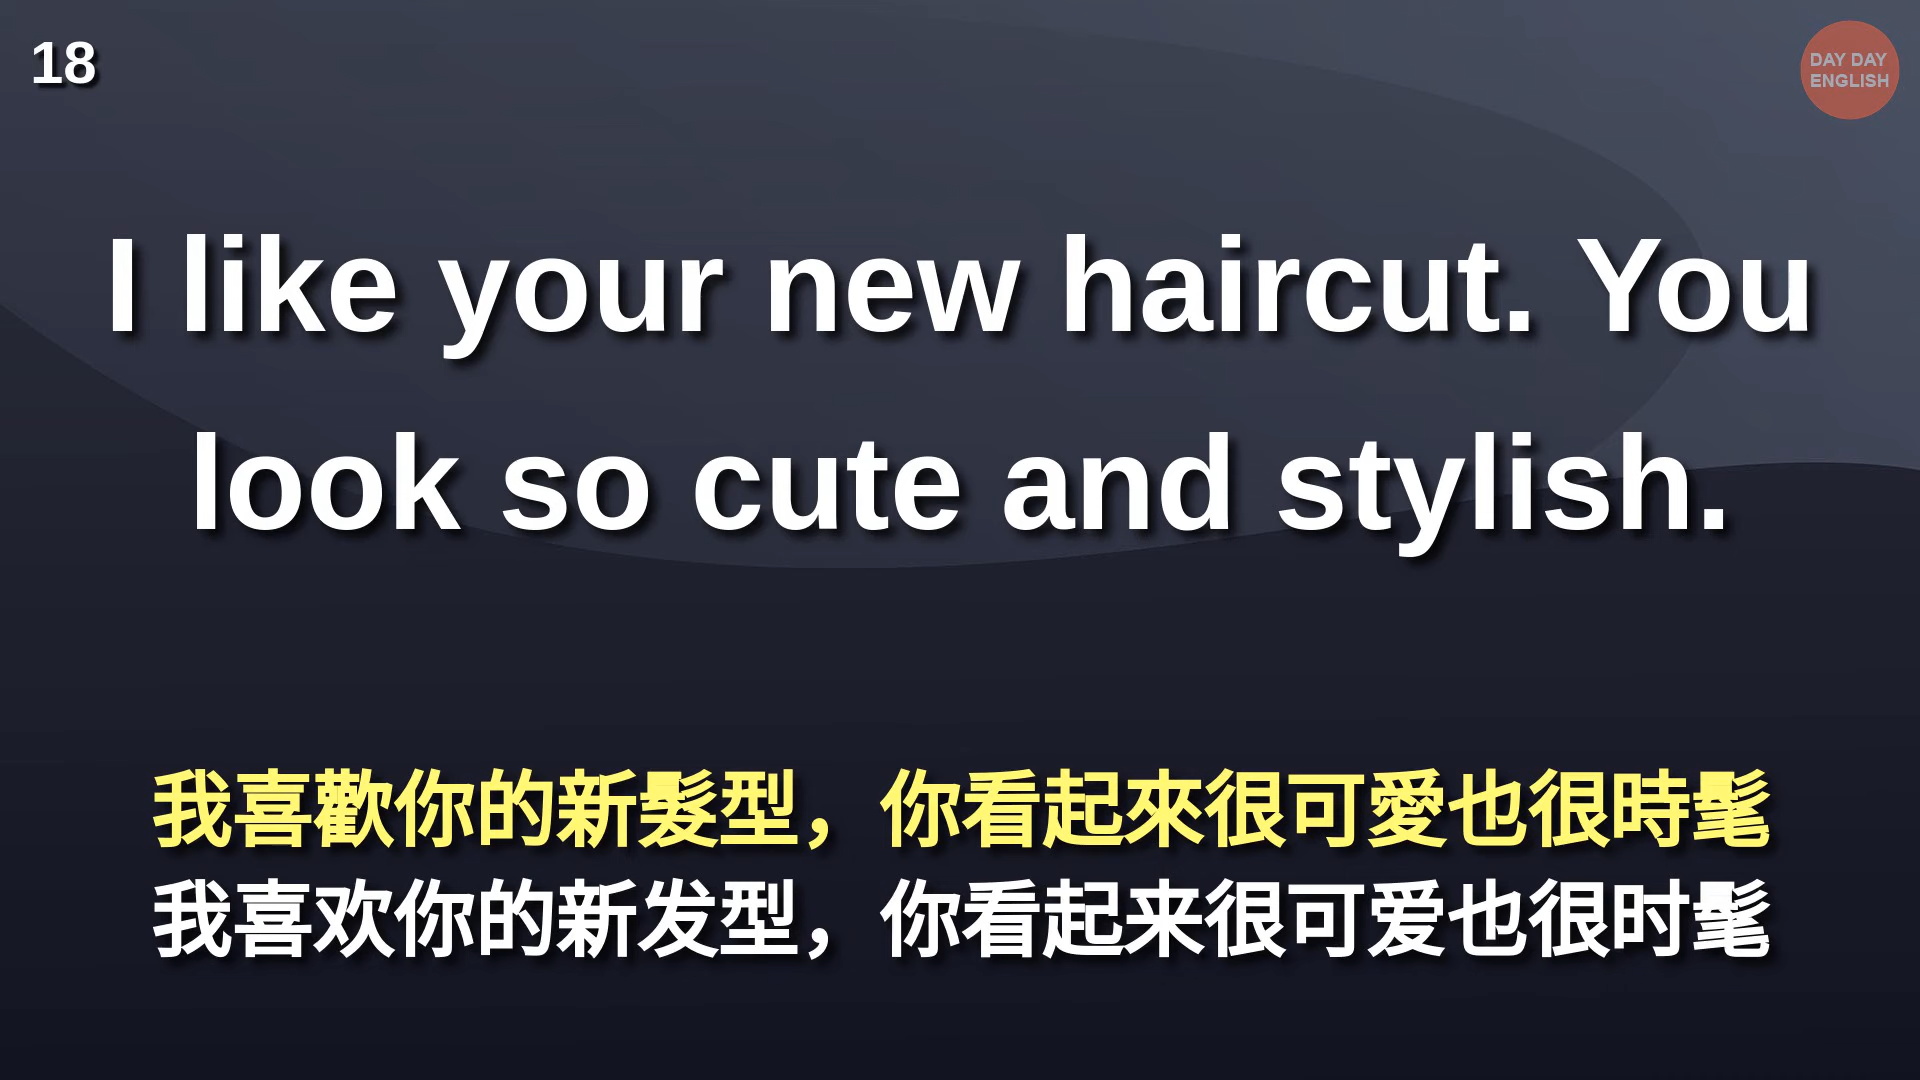 18
DAY DAY
ENGLISH
I like your new haircut. You
look so cute and stylish.
我喜歡你的新髮型，你看起來很可愛也很時髦
我喜欢你的新发型，你看起来很可爱也很时髦